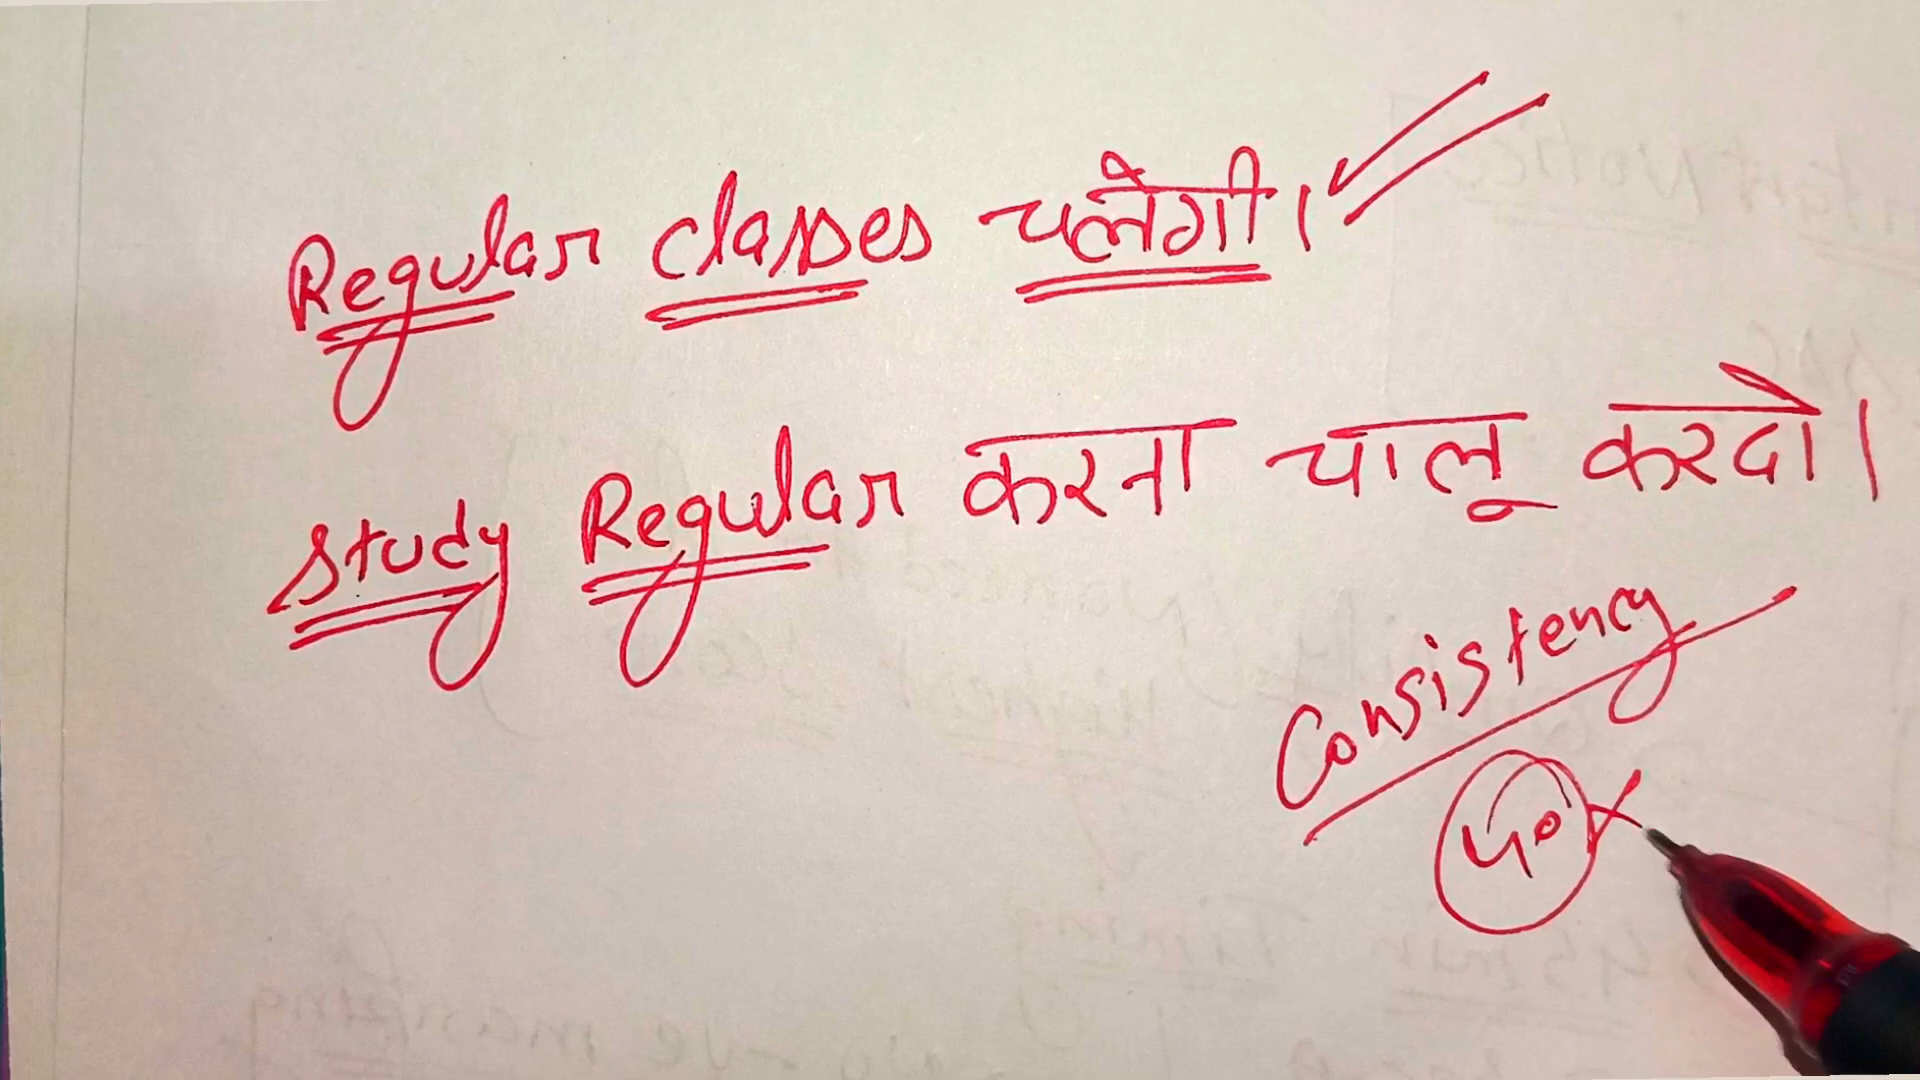 Regular classes चलेगी।
study Regular करना चालू करदो।
Consistency